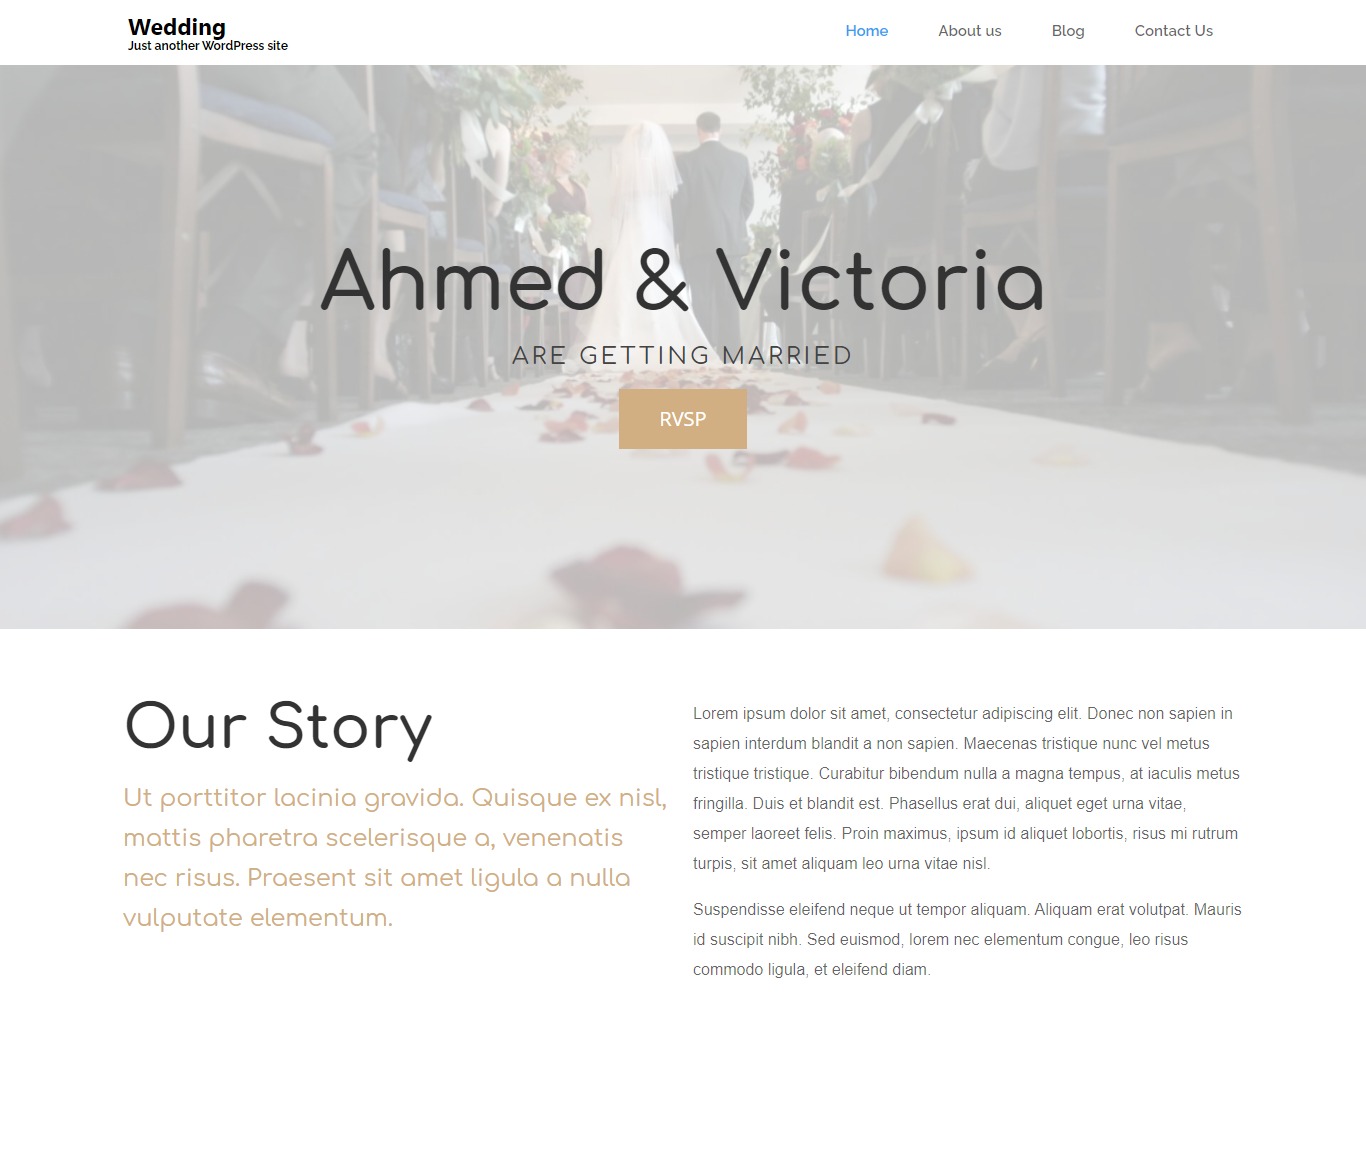 Wedding
Just another WordPress site
Home About us Blog Contact Us
Ahmed & Victoria
ARE GETTING MARRIED
RVSP
Our Story
Ut porttitor lacinia gravida. Quisque ex nisl,
mattis pharetra scelerisque a, venenatis
nec risus. Praesent sit amet ligula a nulla
vulputate elementum.
Lorem ipsum dolor sit amet, consectetur adipiscing elit. Donec non sapien in
sapien interdum blandit a non sapien. Maecenas tristique nunc vel metus
tristique tristique. Curabitur bibendum nulla a magna tempus, at iaculis metus
fringilla. Duis et blandit est. Phasellus erat dui, aliquet eget urna vitae,
semper laoreet felis. Proin maximus, ipsum id aliquet lobortis, risus mi rutrum
turpis, sit amet aliquam leo urna vitae nisl.
Suspendisse eleifend neque ut tempor aliquam. Aliquam erat volutpat. Mauris
id suscipit nibh. Sed euismod, lorem nec elementum congue, leo risus
commodo ligula, et eleifend diam.